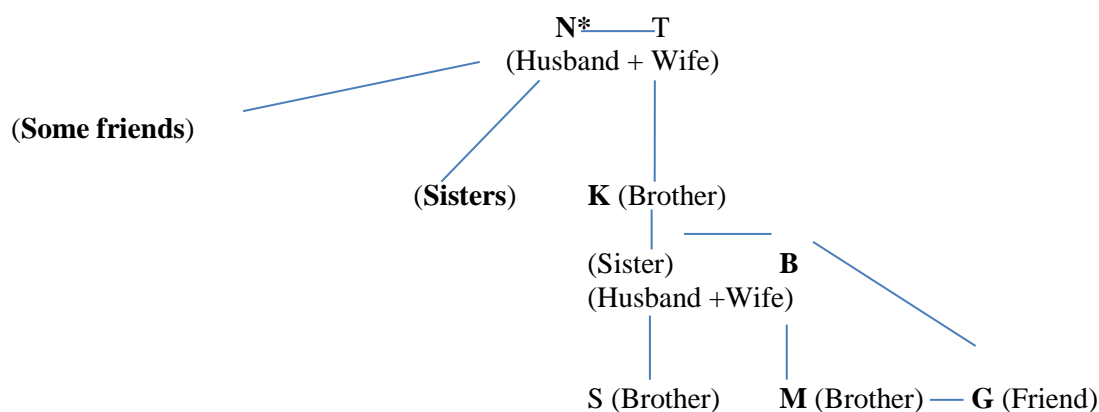 N* T
(Husband + Wife)
(Some friends)
(Sisters) K (Brother)
(Sister) B
(Husband +Wife)
S (Brother) M (Brother) G (Friend)